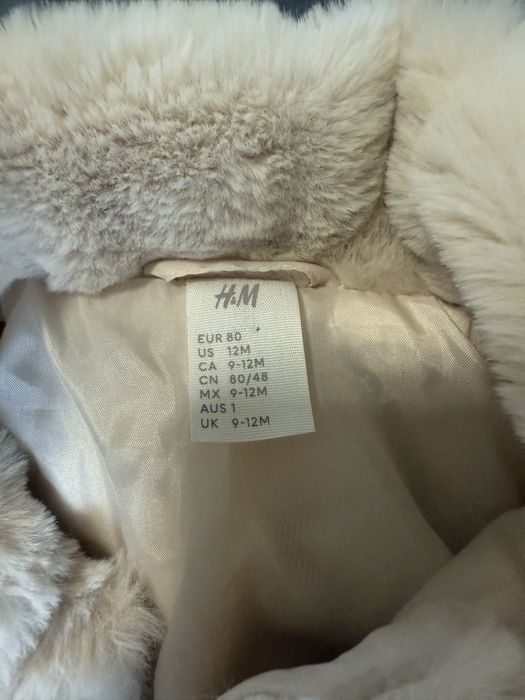 H&M
EUR 80
US 12M
CA 9-12M
CN 80/48
MX 9-12M
AUS 1
UK 9-12M